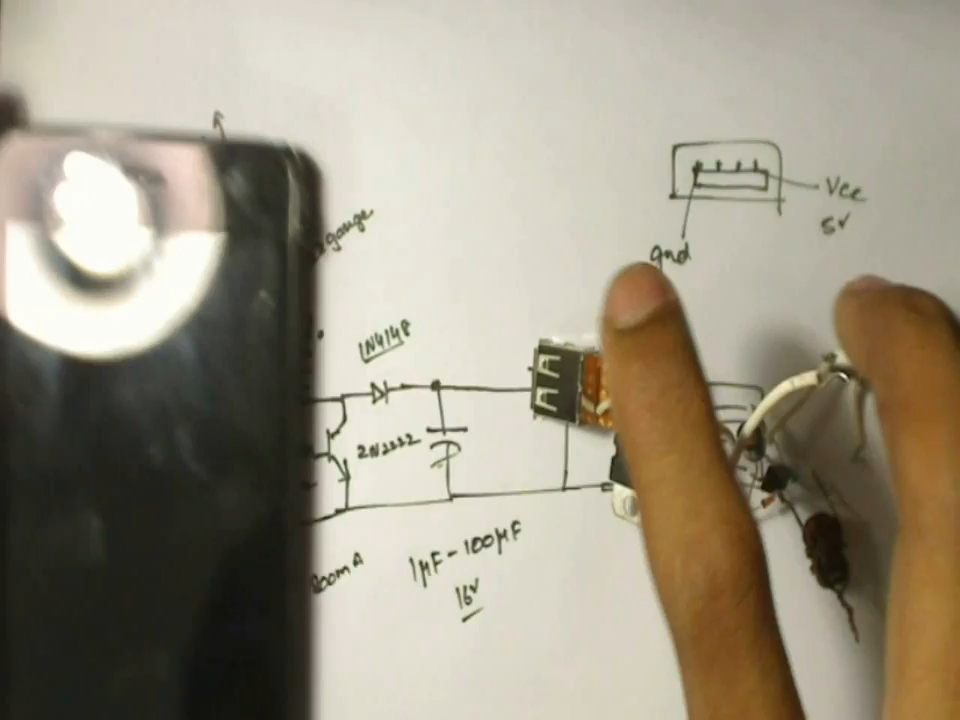 Vcc
5V
gnd
gauge
1N4148
2N2222
1μF-100μF
16V